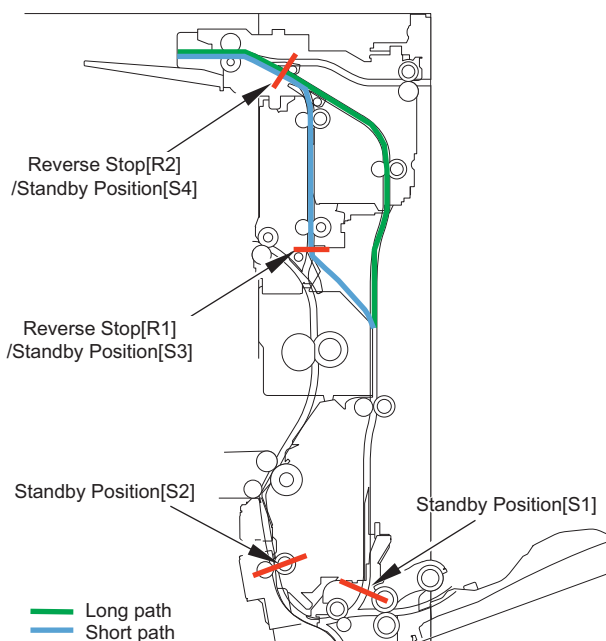 Reverse Stop[R2]
/Standby Position[S4]
Reverse Stop[R1]
/Standby Position[S3]
Standby Position[S2]
Standby Position[S1]
Long path
Short path